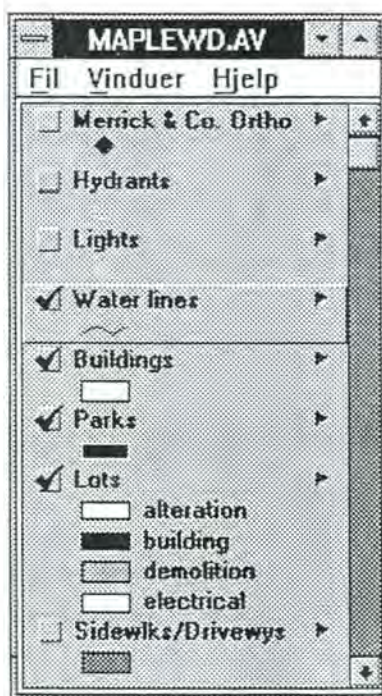 MAPLEWD.AV
Fil Vinduer Hjelp
Merrick & Co. Ortho
Hydrants
Lights
Water lines
Buildings
Parks
Lots
alteration
building
demolition
electrical
Sidewlks/Drivewys